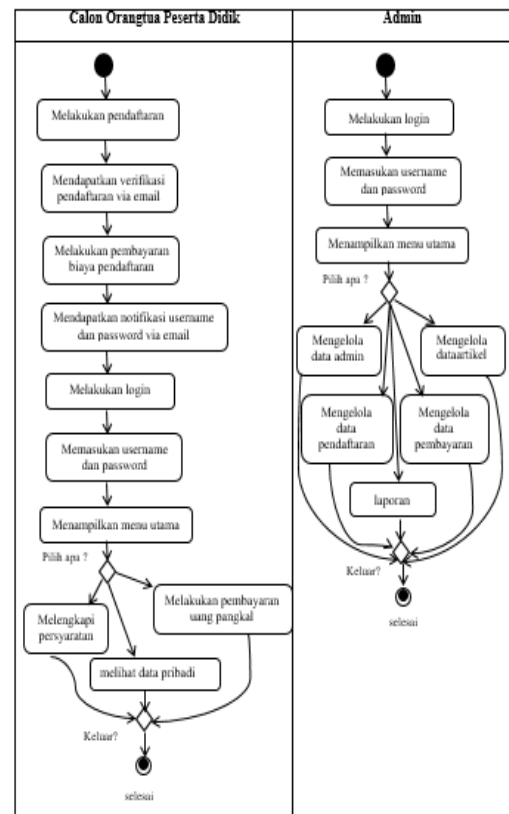 Calon Orangtua Peserta Didik
Melakukan pendaftaran
Mendapatkan verifikasi
pendaftaran via email
Melakukan pembayaran
biaya pendaftaran
Mendapatkan notifikasi username
dan password via email
Melakukan login
Memasukan username
dan password
Menampilkan menu utama
Pilih apa ?
Melengkapi
persyaratan
Melakukan pembayaran
uang pangkal
melihat data pribadi
Keluar?
selesai
Admin
Melakukan login
Memasukan username
dan password
Menampilkan menu utama
Pilih apa ?
Mengelola
data admin
Mengelola
dataartikel
Mengelola
data
pendaftaran
Mengelola
data
pembayaran
laporan
Keluar?
selesai